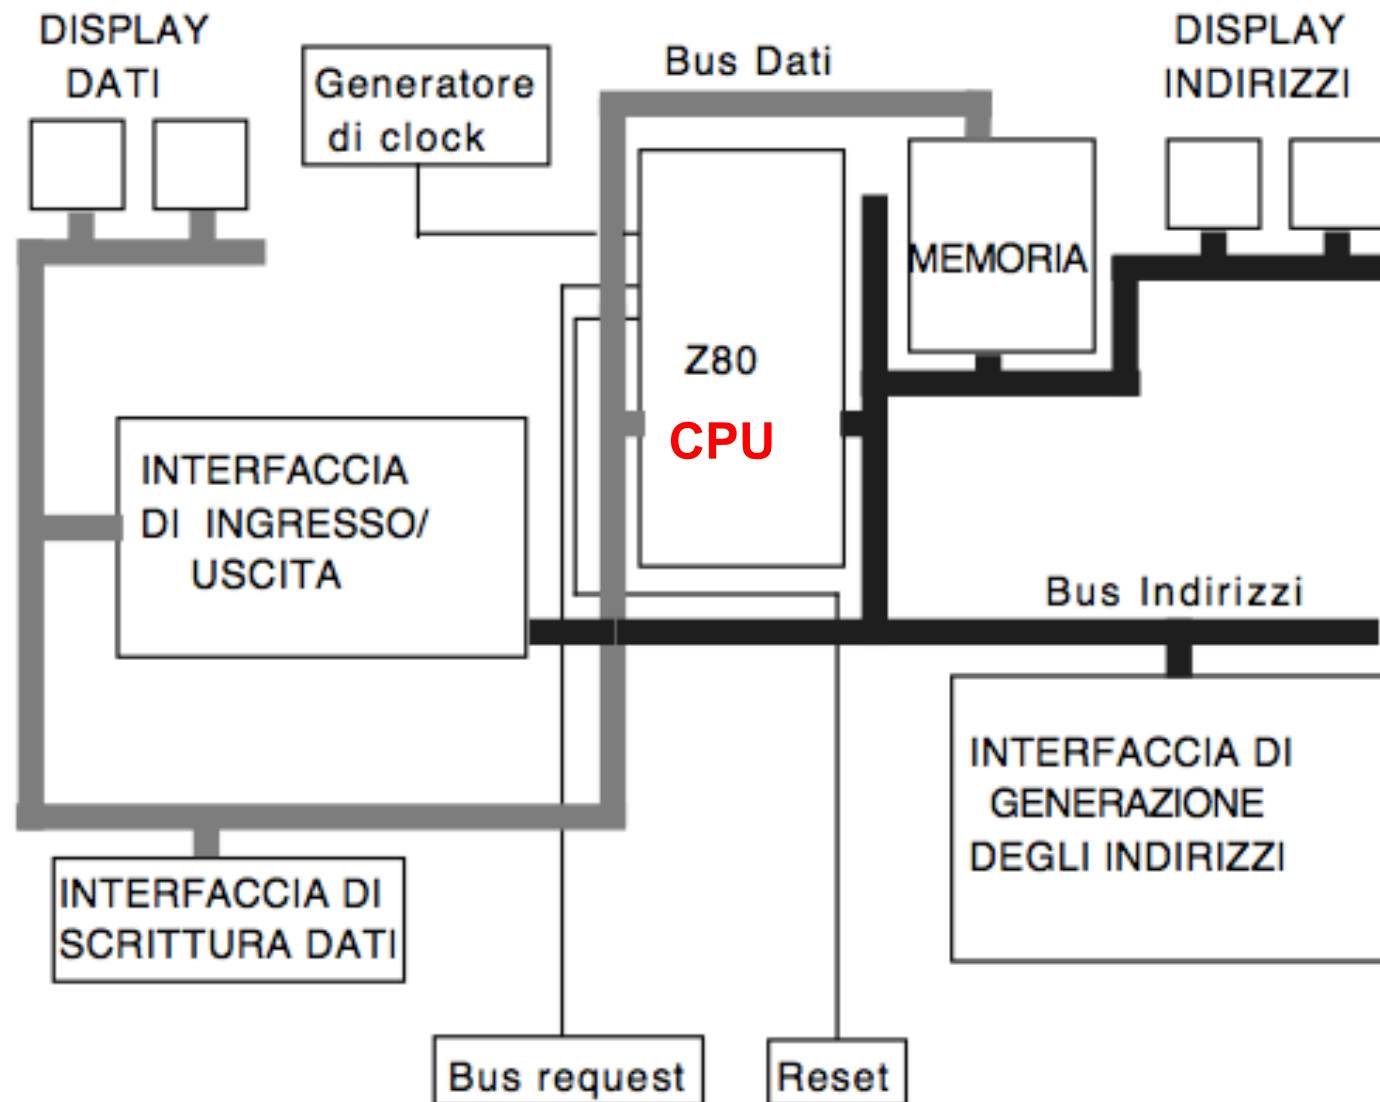 DISPLAY
DATI
Generatore
di clock
Bus Dati
DISPLAY
INDIRIZZI
MEMORIA
Z80
CPU
INTERFACCIA
DI INGRESSO/
USCITA
Bus Indirizzi
INTERFACCIA DI
GENERAZIONE
DEGLI INDIRIZZI
INTERFACCIA DI
SCRITTURA DATI
Bus request
Reset